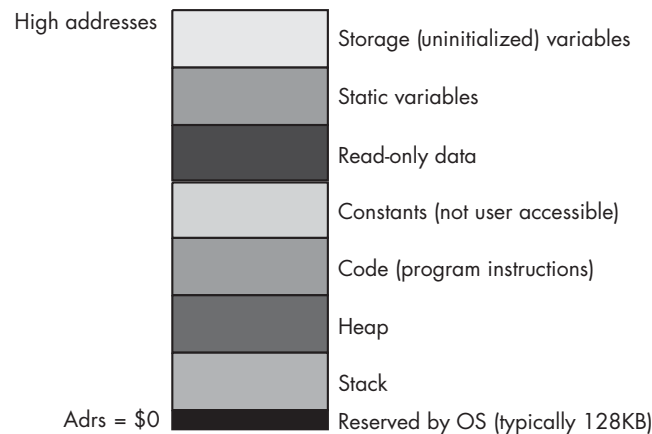 High addresses
Storage (uninitialized) variables
Static variables
Read-only data
Constants (not user accessible)
Code (program instructions)
Heap
Stack
Adrs = $0
Reserved by OS (typically 128KB)